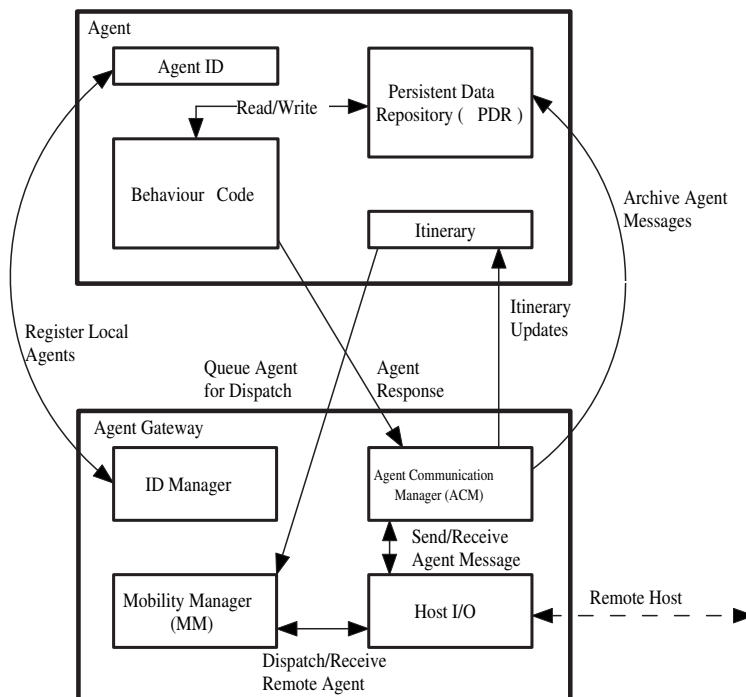 Agent
Agent ID
Persistent Data
Repository ( PDR )
Read/Write
Behaviour Code
Archive Agent
Messages
Itinerary
Itinerary
Updates
Register Local
Agents
Queue Agent
for Dispatch
Agent
Response
Agent Gateway
ID Manager
Agent Communication
Manager (ACM)
Send/Receive
Agent Message
Mobility Manager
(MM)
Host I/O
Remote Host
Dispatch/Receive
Remote Agent